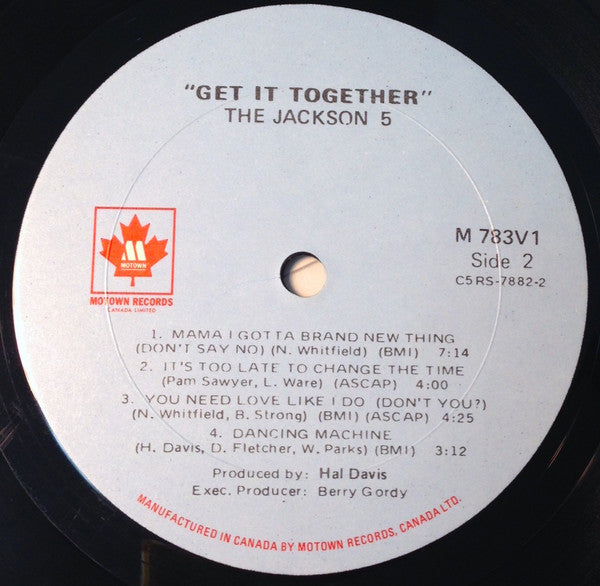 "GET IT TOGETHER"
THE JACKSON 5
M
MOTOWN
MOTOWN RECORDS
CANADA LIMITED
M 783V1
Side 2
C5RS-7882-2
1. MAMA I GOTTA BRAND NEW THING
(DON'T SAY NO) (N. Whitfield) (BMI) 7:14
2. IT'S TOO LATE TO CHANGE THE TIME
(Pam Sawyer, L. Ware) (ASCAP) 4:00
3. YOU NEED LOVE LIKE I DO (DON'T YOU?)
(N. Whitfield, B. Strong) (BMI) (ASCAP) 4:25
4. DANCING MACHINE
(H. Davis, D. Fletcher, W. Parks) (BMI) 3:12
Produced by: Hal Davis
Exec. Producer: Berry Gordy
MANUFACTURED IN CANADA BY MOTOWN RECORDS, CANADA LTD.